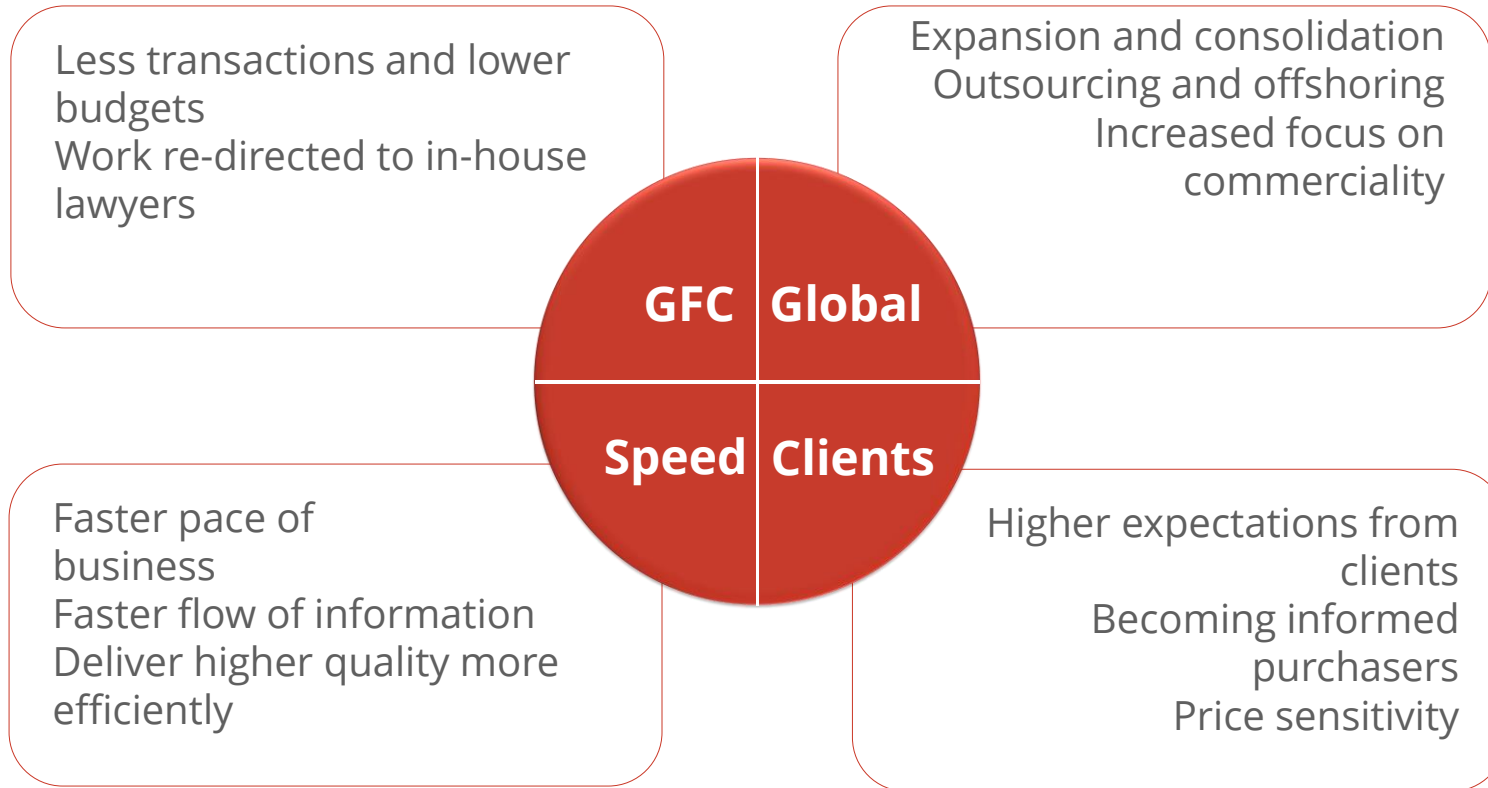 Less transactions and lower
budgets
Work re-directed to in-house
lawyers
Expansion and consolidation
Outsourcing and offshoring
Increased focus on
commerciality
GFC
Global
Speed
Clients
Faster pace of
business
Faster flow of information
Deliver higher quality more
efficiently
Higher expectations from
clients
Becoming informed
purchasers
Price sensitivity